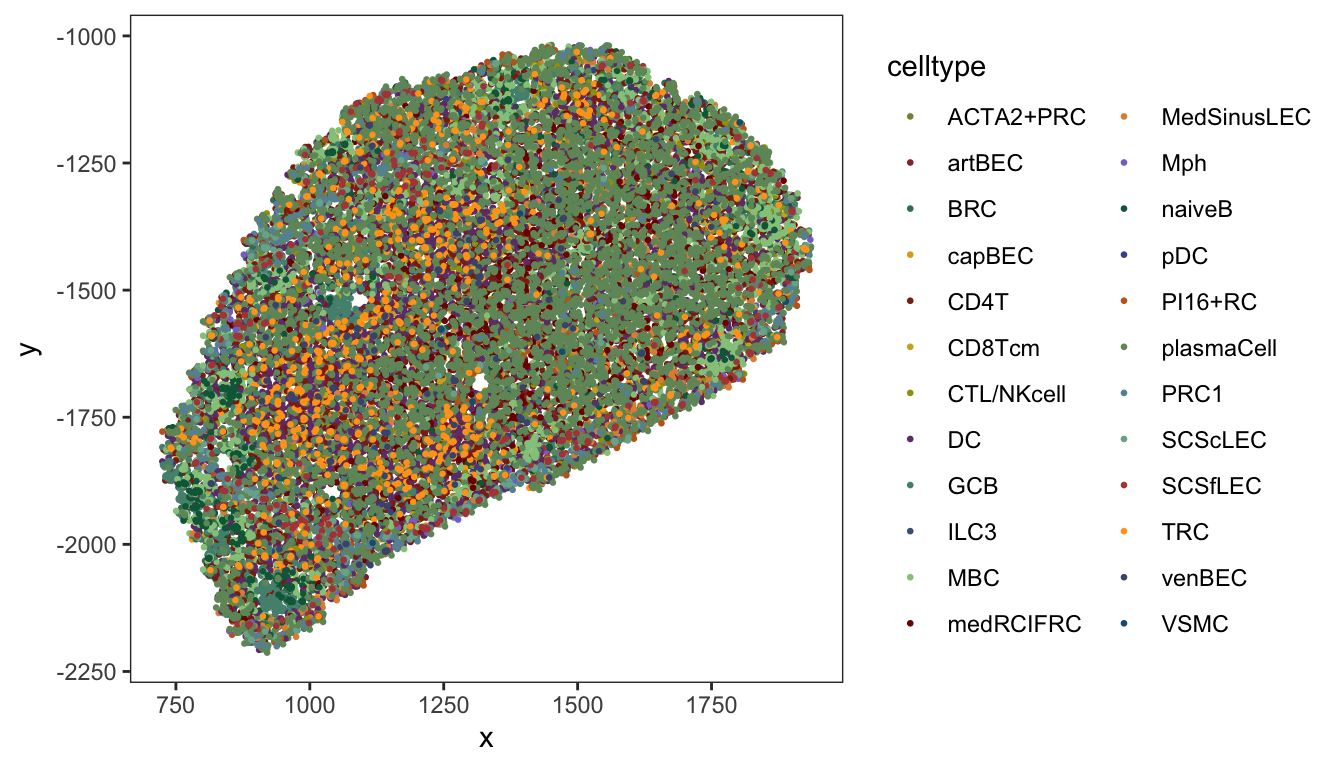 -1000
-1250
-1500
-1750
-2000
-2250
y
750 1000 1250 1500 1750
x
celltype
ACTA2+PRC
artBEC
BRC
capBEC
CD4T
CD8Tcm
CTL/NKcell
DC
GCB
ILC3
MBC
medRCIFRC
MedSinusLEC
Mph
naiveB
pDC
PI16+RC
plasmaCell
PRC1
SCScLEC
SCSfLEC
TRC
venBEC
VSMC